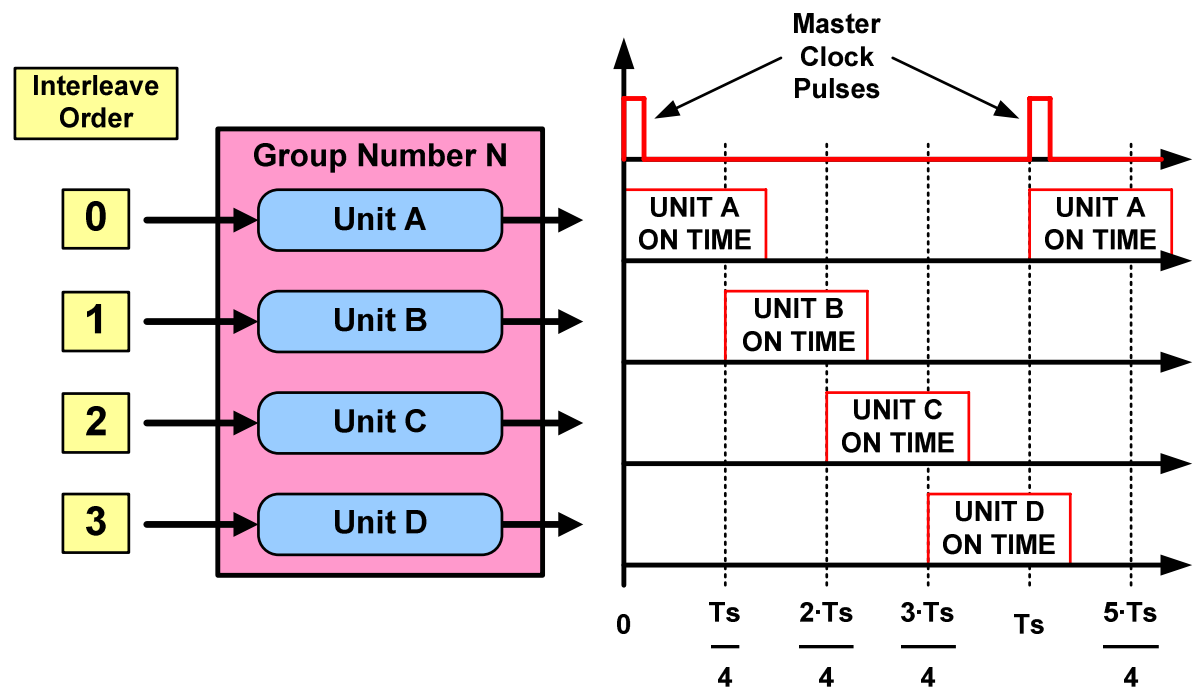 Interleave
Order
Group Number N
0
Unit A
1
Unit B
2
Unit C
3
Unit D
Master
Clock
Pulses
UNIT A
ON TIME
UNIT A
ON TIME
UNIT B
ON TIME
UNIT C
ON TIME
UNIT D
ON TIME
0
Ts
4
2·Ts
4
3·Ts
4
Ts
5·Ts
4